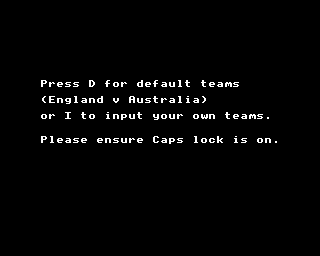 Press D for default teams
(England v Australia)
or I to input your own teams.
Please ensure Caps lock is on.